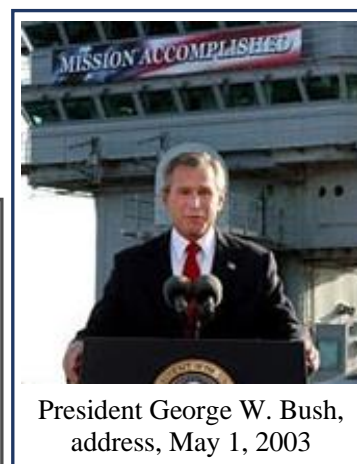 MISSION ACCOMPLISHED
President George W. Bush,
address, May 1, 2003